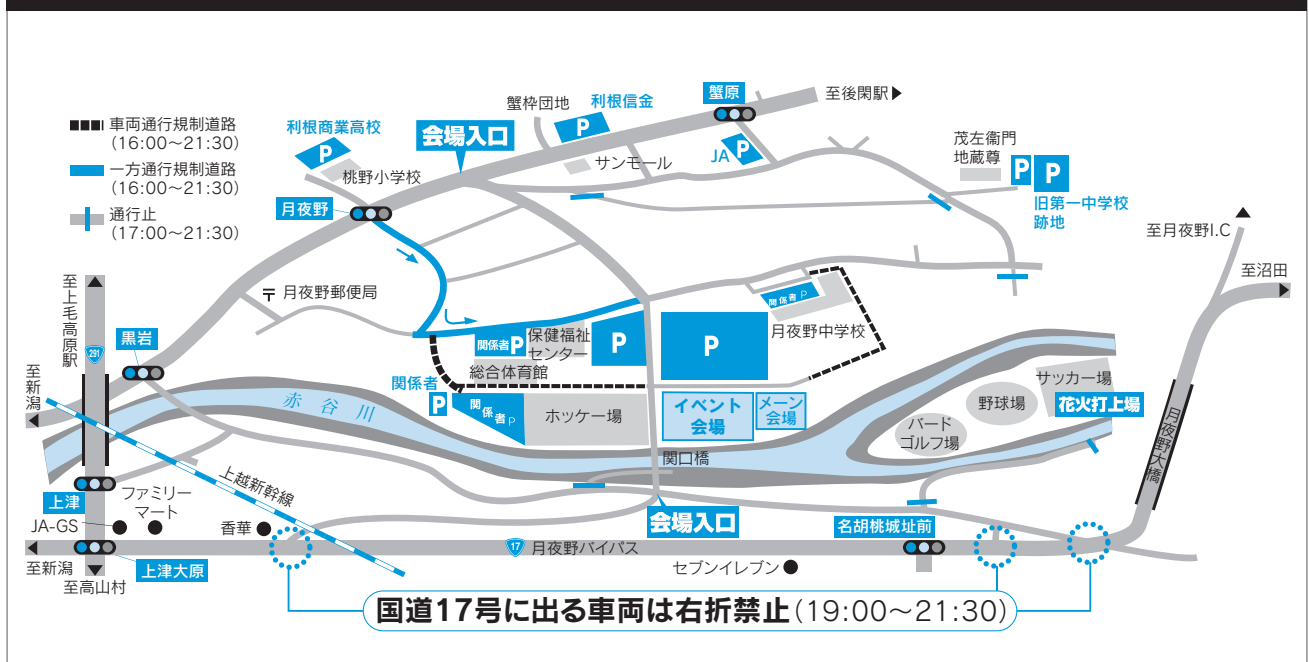 車両通行規制道路
(16:00〜21:30)
一方通行規制道路
(16:00〜21:30)
通行止
(17:00〜21:30)
利根商業高校
P
桃野小学校
会場入口
蟹枠団地
利根信金
P
サンモール
蟹原
JA P
至後閑駅▶
茂左衛門
地蔵尊
P
P
旧第一中学校
跡地
至月夜野I.C
至沼田
月夜野
〒 月夜野郵便局
至上毛高原駅
291
黒岩
至新潟
赤谷川
関係者P
保健福祉
センター
総合体育館
P
P
関係者P
月夜野中学校
関係者
P
関係者P
ホッケー場
イベント
会場
メーン
会場
関口橋
バード
ゴルフ場
野球場
サッカー場
花火打上場
月夜野大橋
上越新幹線
上津
ファミリー
マート
JA-GS
香華
会場入口
名胡桃城址前
17 月夜野バイパス
至新潟
上津大原
至高山村
セブンイレブン
国道17号に出る車両は右折禁止(19:00〜21:30)